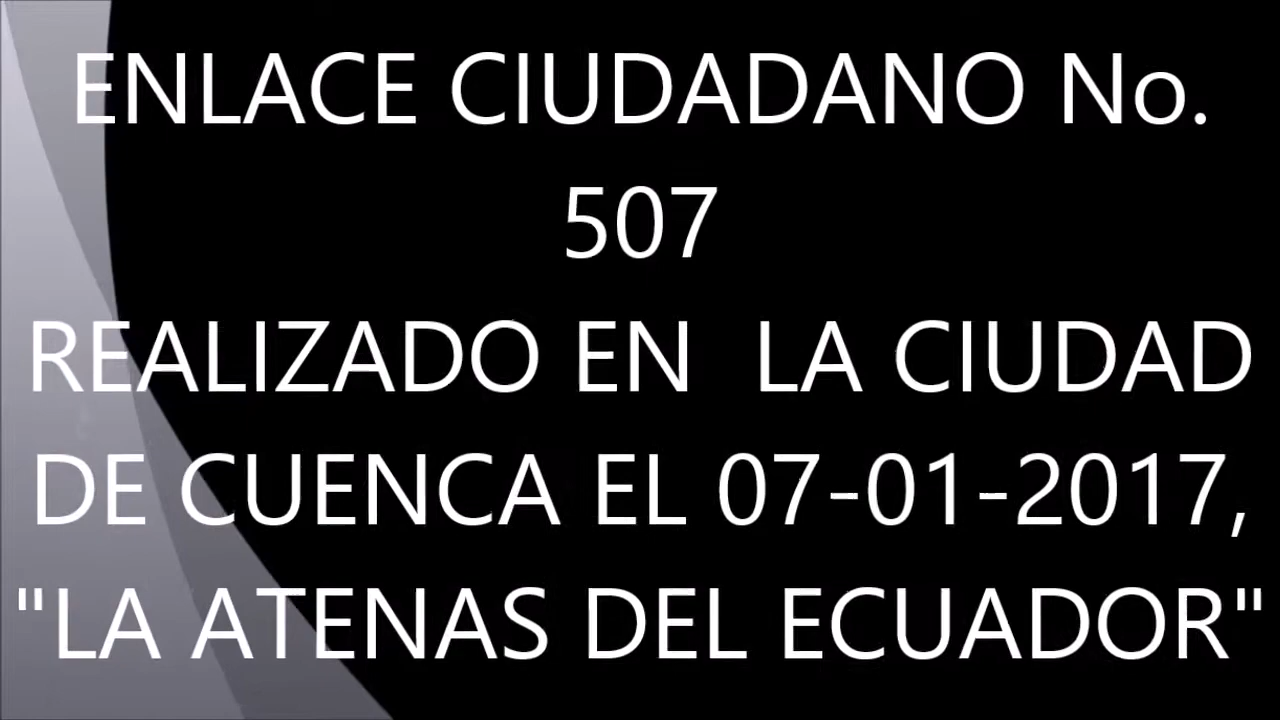 ENLACE CIUDADANO No.
507
REALIZADO EN  LA CIUDAD
DE CUENCA EL 07-01-2017,
"LA ATENAS DEL ECUADOR"